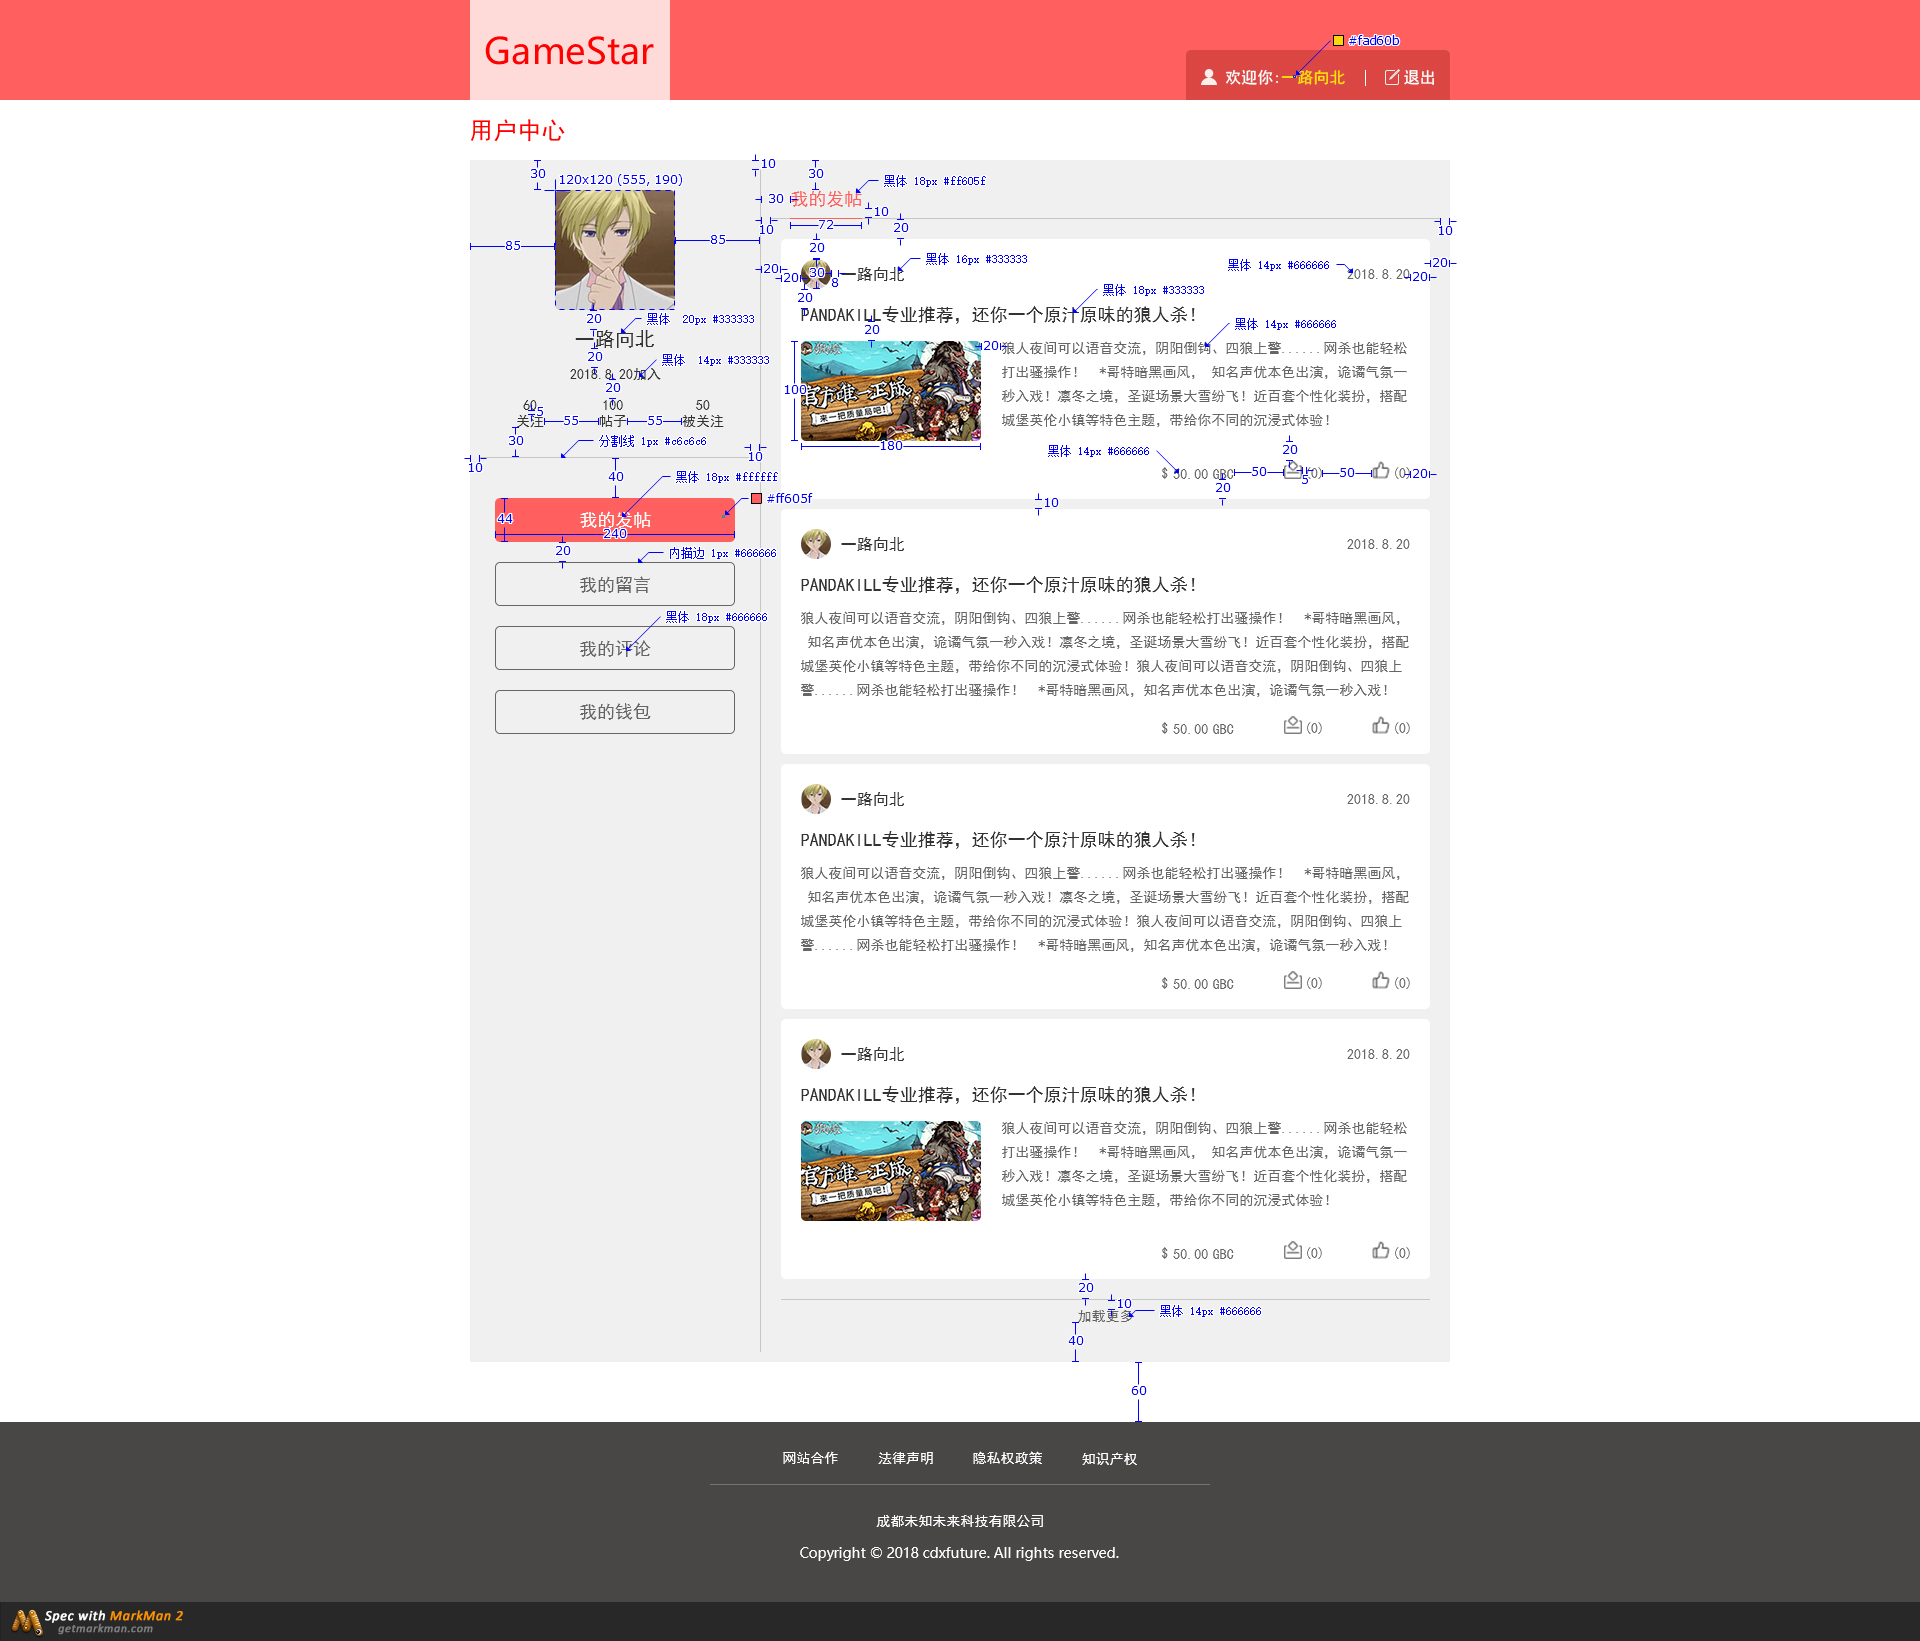 GameStar
#fad60b
欢迎你:一路向北 | 退出
用户中心
10
30
30
120x120 (555, 190)
黑体 18px #ff605f
30
我的发帖
10
72
10
20
10
85
85
20
黑体 16px #333333
黑体 14px #666666
20
20
20
30
8
一路向北
2018.8.20
20
20
黑体 18px #333333
PANDAKILL专业推荐，还你一个原汁原味的狼人杀！
20
黑体 14px #666666
20
狼人夜间可以语音交流，阴阳倒钩、四狼上警......网杀也能轻松
打出骚操作！ *哥特暗黑画风， 知名声优本色出演，诡谲气氛一
秒入戏！凛冬之境，圣诞场景大雪纷飞！近百套个性化装扮，搭配
城堡英伦小镇等特色主题，带给你不同的沉浸式体验！
狼人杀
官方唯一正版
来一把质量局吧！
100
180
黑体 14px #666666
20
$ 50.00 GBC
50
(0)
5
50
(0)
20
20
10
20
黑体 20px #333333
一路向北
20
黑体 14px #333333
2018.8.20加入
20
60
100
50
5
关注
55
帖子
55
被关注
30
分割线 1px #c6c6c6
10
10
40
黑体 18px #ffffff
#ff605f
44
我的发帖
240
20
内描边 1px #666666
我的留言
黑体 18px #666666
我的评论
我的钱包
一路向北
2018.8.20
PANDAKILL专业推荐，还你一个原汁原味的狼人杀！
狼人夜间可以语音交流，阴阳倒钩、四狼上警......网杀也能轻松打出骚操作！ *哥特暗黑画风，
知名声优本色出演，诡谲气氛一秒入戏！凛冬之境，圣诞场景大雪纷飞！近百套个性化装扮，搭配
城堡英伦小镇等特色主题，带给你不同的沉浸式体验！狼人夜间可以语音交流，阴阳倒钩、四狼上
警......网杀也能轻松打出骚操作！ *哥特暗黑画风，知名声优本色出演，诡谲气氛一秒入戏！
$ 50.00 GBC (0) (0)
一路向北
2018.8.20
PANDAKILL专业推荐，还你一个原汁原味的狼人杀！
狼人夜间可以语音交流，阴阳倒钩、四狼上警......网杀也能轻松打出骚操作！ *哥特暗黑画风，
知名声优本色出演，诡谲气氛一秒入戏！凛冬之境，圣诞场景大雪纷飞！近百套个性化装扮，搭配
城堡英伦小镇等特色主题，带给你不同的沉浸式体验！狼人夜间可以语音交流，阴阳倒钩、四狼上
警......网杀也能轻松打出骚操作！ *哥特暗黑画风，知名声优本色出演，诡谲气氛一秒入戏！
$ 50.00 GBC (0) (0)
一路向北
2018.8.20
PANDAKILL专业推荐，还你一个原汁原味的狼人杀！
狼人夜间可以语音交流，阴阳倒钩、四狼上警......网杀也能轻松
打出骚操作！ *哥特暗黑画风， 知名声优本色出演，诡谲气氛一
秒入戏！凛冬之境，圣诞场景大雪纷飞！近百套个性化装扮，搭配
城堡英伦小镇等特色主题，带给你不同的沉浸式体验！
狼人杀
官方唯一正版
来一把质量局吧！
$ 50.00 GBC (0) (0)
20
10
加载更多
黑体 14px #666666
40
60
网站合作 法律声明 隐私权政策 知识产权
成都未知未来科技有限公司
Copyright © 2018 cdxfuture. All rights reserved.
Spec with MarkMan 2
getmarkman.com